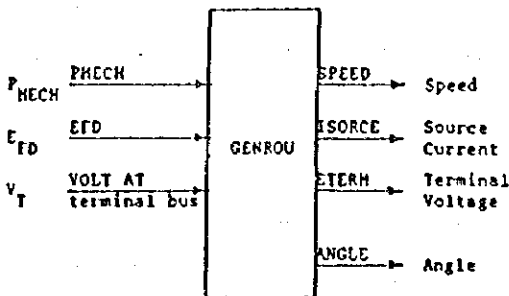 PMECH PMECH SPEED Speed
EFD EFD ISORCE Source
Current
GENROU
VT VOLT AT ETERM Terminal
terminal bus Voltage
ANGLE Angle